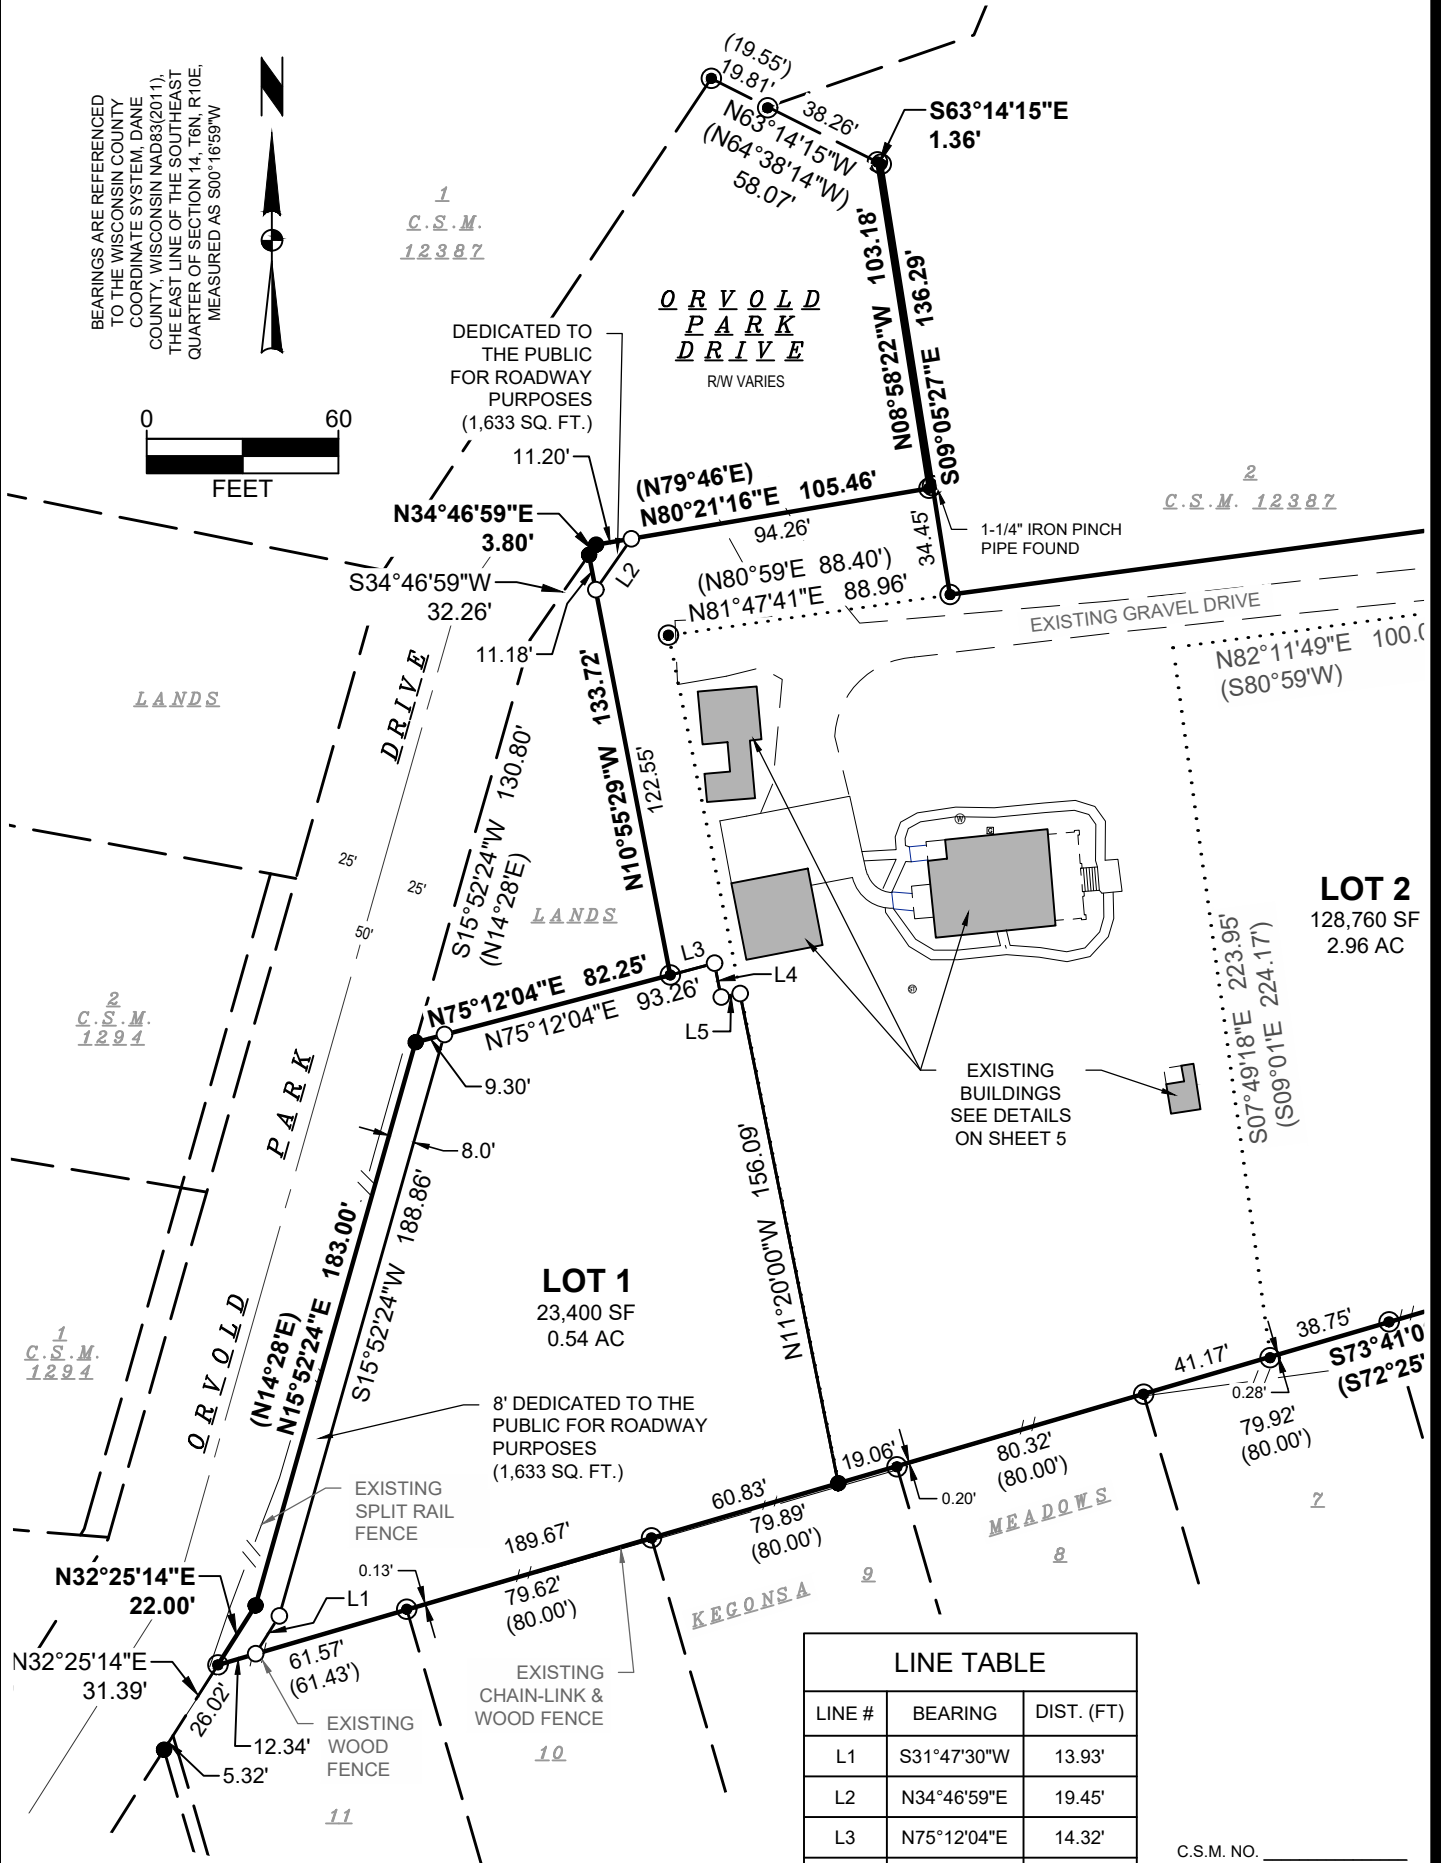 BEARINGS ARE REFERENCED
TO THE WISCONSIN COUNTY
COORDINATE SYSTEM, DANE
COUNTY, WISCONSIN NAD83(2011),
THE EAST LINE OF THE SOUTHEAST
QUARTER OF SECTION 14, T6N, R10E,
MEASURED AS S00°16'59"W
N
0 60
FEET
(19.55')
19.81'
38.26'
N63°14'15"W
(N64°38'14"W)
58.07'
S63°14'15"E
1.36'
1
C.S.M.
12387
ORVOLD
PARK
DRIVE
R/W VARIES
N08°58'22"W 103.18'
S09°05'27"E 136.29'
DEDICATED TO
THE PUBLIC
FOR ROADWAY
PURPOSES
(1,633 SQ. FT.)
11.20'
(N79°46'E)
N80°21'16"E 105.46'
94.26'
2
C.S.M. 12387
N34°46'59"E
3.80'
1-1/4" IRON PINCH
PIPE FOUND
34.45'
L2
S34°46'59"W
32.26'
(N80°59'E 88.40')
N81°47'41"E 88.96'
EXISTING GRAVEL DRIVE
11.18'
N82°11'49"E 100.0
(S80°59'W)
LANDS
DRIVE
N10°55'29"W 133.72'
122.55'
S15°52'24"W 130.80'
(N14°28'E)
25'
25'
50'
LANDS
W
ST
LOT 2
128,760 SF
2.96 AC
S07°49'18"E 223.95'
(S09°01'E 224.17')
L3
L4
L5
N75°12'04"E 82.25'
N75°12'04"E 93.26'
2
C.S.M.
1294
9.30'
EXISTING
BUILDINGS
SEE DETAILS
ON SHEET 5
PARK
8.0'
N11°20'00"W 156.09'
(N14°28'E)
N15°52'24"E 183.00'
S15°52'24"W 188.86'
LOT 1
23,400 SF
0.54 AC
ORVOLD
1
C.S.M.
1294
38.75'
41.17'
S73°41'0
(S72°25'
0.28'
79.92'
(80.00')
8' DEDICATED TO THE
PUBLIC FOR ROADWAY
PURPOSES
(1,633 SQ. FT.)
19.06'
80.32'
(80.00')
0.20'
EXISTING
SPLIT RAIL
FENCE
60.83'
79.89'
(80.00')
KEGONSA
MEADOWS
7
8
9
189.67'
0.13'
79.62'
(80.00')
N32°25'14"E
22.00'
L1
N32°25'14"E
31.39'
61.57'
(61.43')
26.02'
12.34'
5.32'
EXISTING
WOOD
FENCE
EXISTING
CHAIN-LINK &
WOOD FENCE
10
11
LINE TABLE
LINE # BEARING DIST. (FT)
L1 S31°47'30"W 13.93'
L2 N34°46'59"E 19.45'
L3 N75°12'04"E 14.32'
C.S.M. NO.